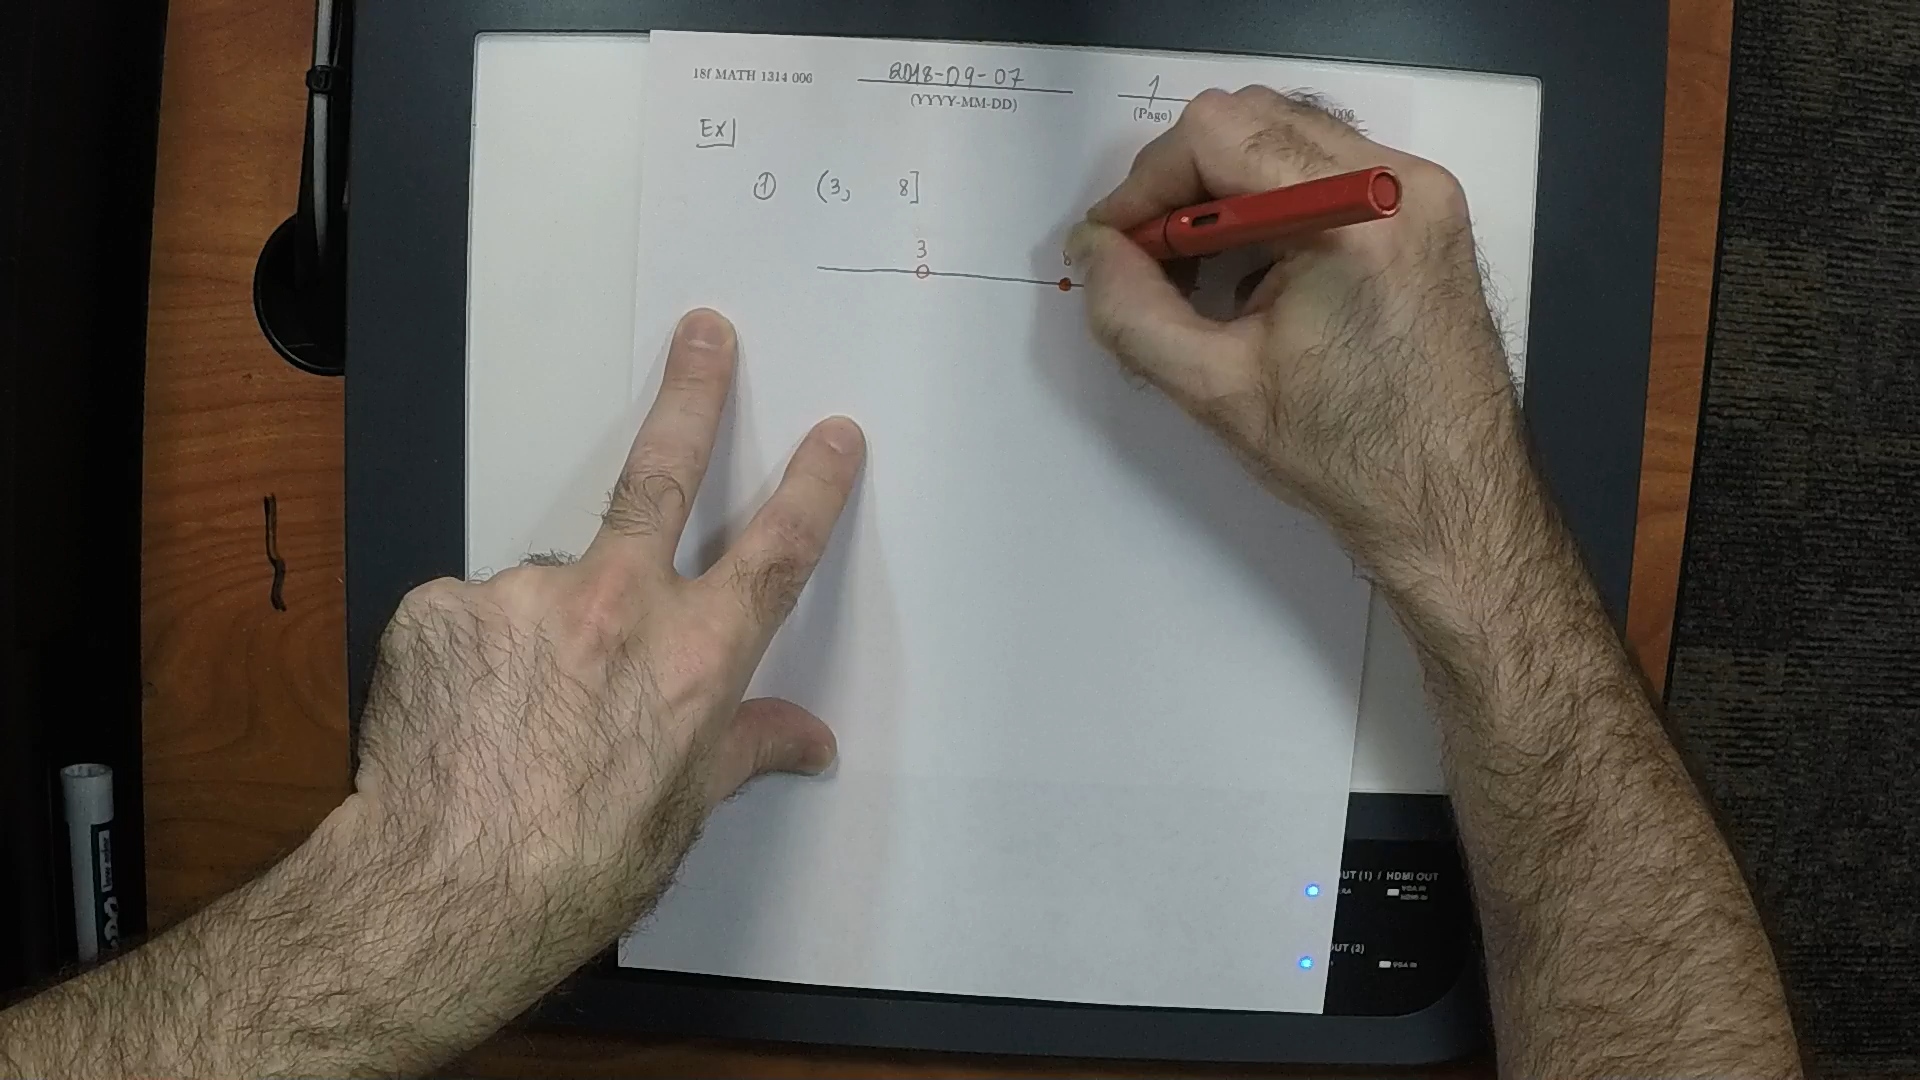 18f MATH 1314 006 2018-09-07 1
(YYYY-MM-DD) (Page)
Ex
① (3, 8]
3 8
OUT (1) / HDMI OUT
OUT (2)